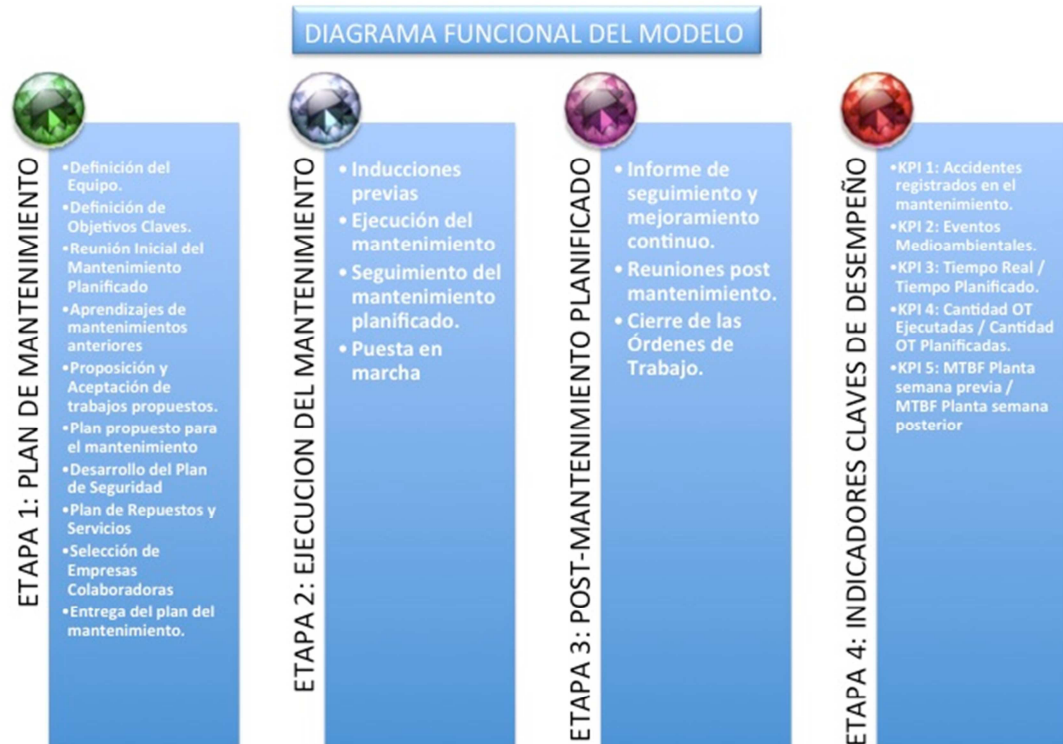 DIAGRAMA FUNCIONAL DEL MODELO
ETAPA 1: PLAN DE MANTENIMIENTO
•Definición del
Equipo.
•Definición de
Objetivos Claves.
•Reunión Inicial del
Mantenimiento
Planificado
•Aprendizajes de
mantenimientos
anteriores
•Proposición y
Aceptación de
trabajos propuestos.
•Plan propuesto para
el mantenimiento
•Desarrollo del Plan
de Seguridad
•Plan de Repuestos y
Servicios
•Selección de
Empresas
Colaboradoras
•Entrega del plan del
mantenimiento.
ETAPA 2: EJECUCION DEL MANTENIMIENTO
• Inducciones
previas
• Ejecución del
mantenimiento
• Seguimiento del
mantenimiento
planificado.
• Puesta en
marcha
ETAPA 3: POST-MANTENIMIENTO PLANIFICADO
• Informe de
seguimiento y
mejoramiento
continuo.
• Reuniones post
mantenimiento.
• Cierre de las
Órdenes de
Trabajo.
ETAPA 4: INDICADORES CLAVES DE DESEMPEÑO
•KPI 1: Accidentes
registrados en el
mantenimiento.
•KPI 2: Eventos
Medioambientales.
•KPI 3: Tiempo Real /
Tiempo Planificado.
•KPI 4: Cantidad OT
Ejecutadas / Cantidad
OT Planificadas.
•KPI 5: MTBF Planta
semana previa /
MTBF Planta semana
posterior